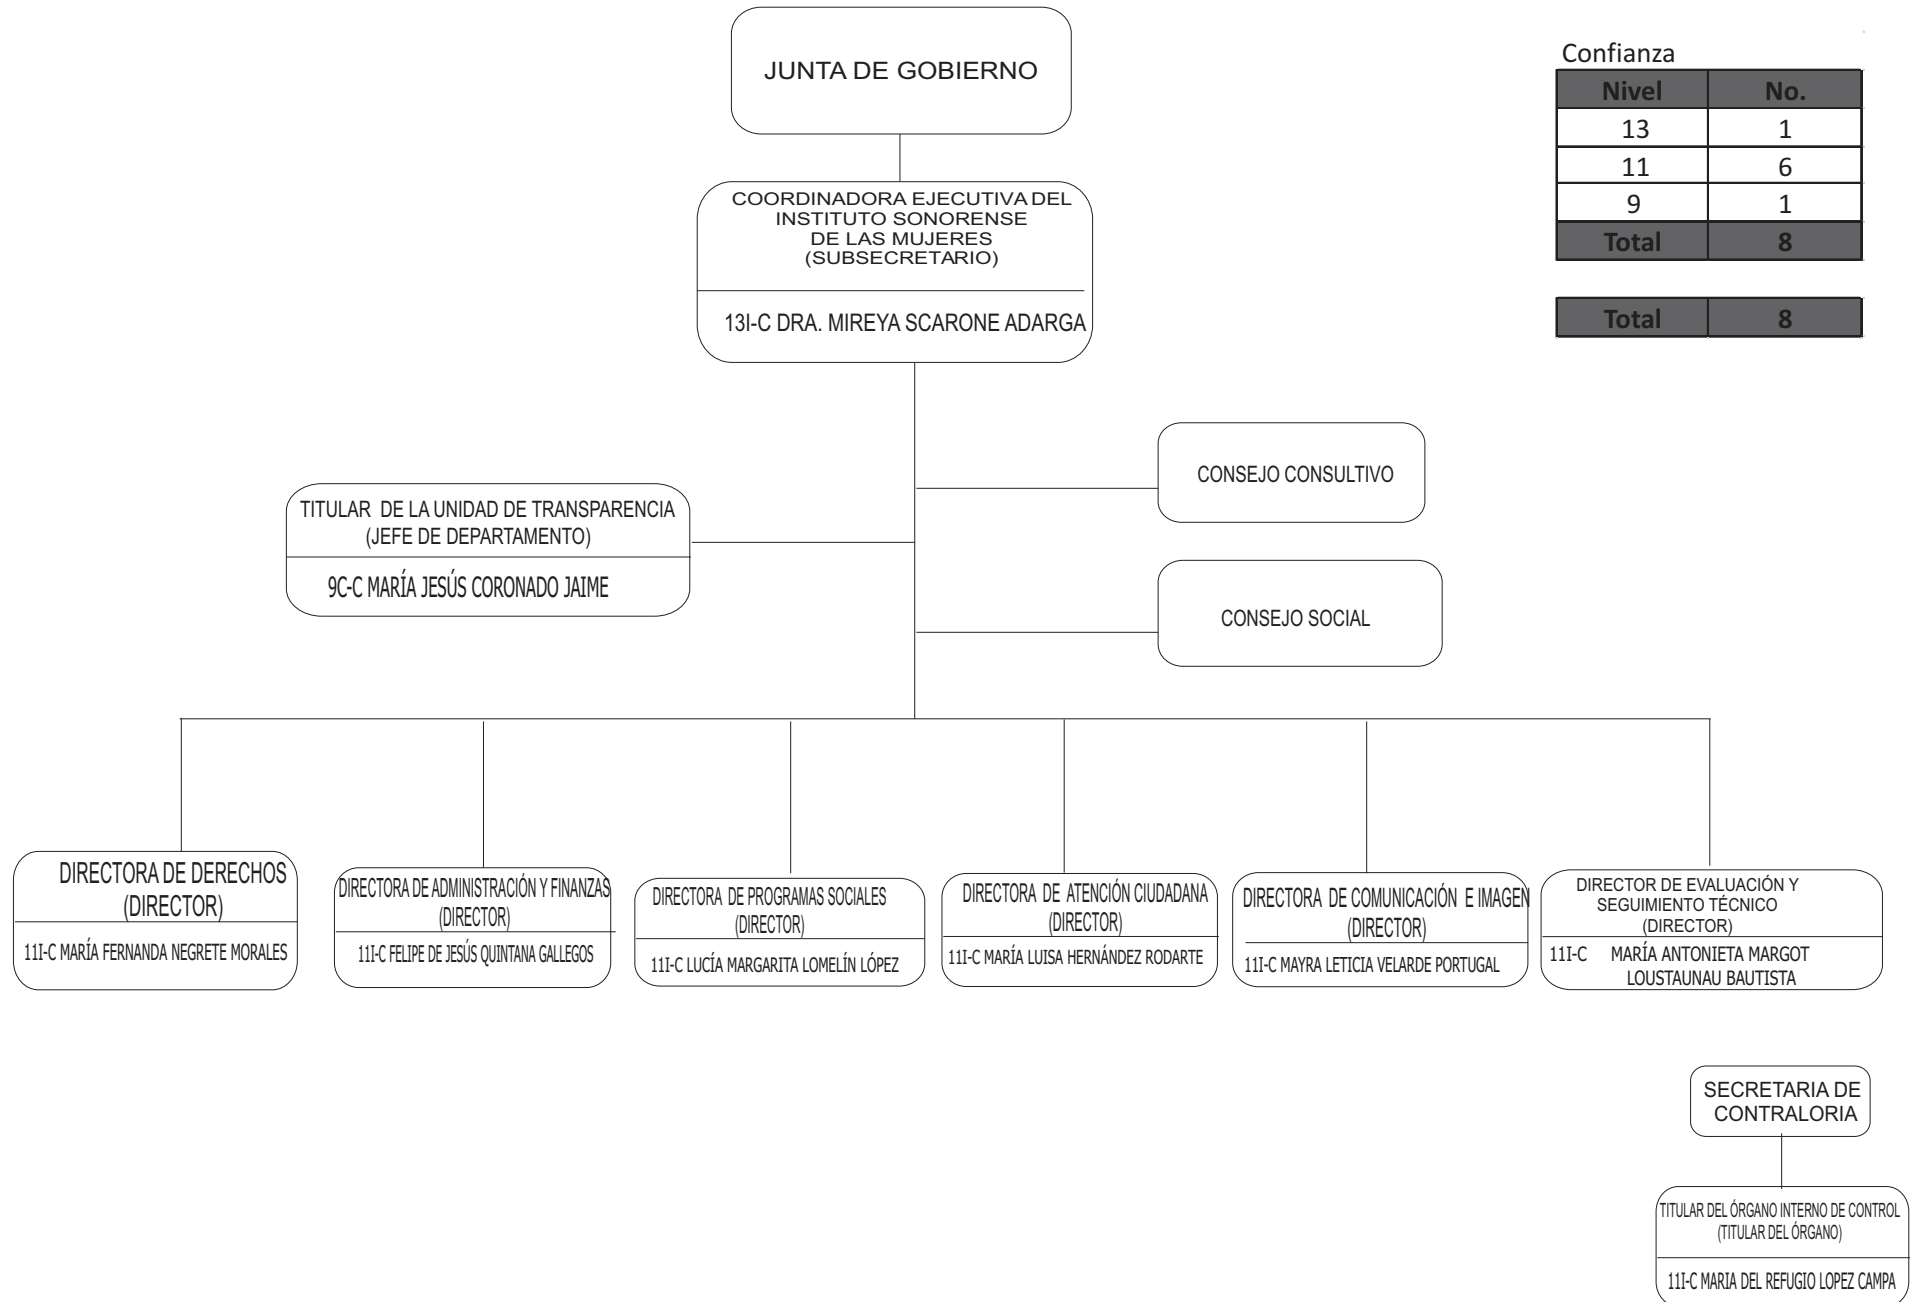 JUNTA DE GOBIERNO
Confianza
Nivel No.
13 1
11 6
9 1
Total 8
Total 8
COORDINADORA EJECUTIVA DEL
INSTITUTO SONORENSE
DE LAS MUJERES
(SUBSECRETARIO)
13I-C DRA. MIREYA SCARONE ADARGA
CONSEJO CONSULTIVO
TITULAR DE LA UNIDAD DE TRANSPARENCIA
(JEFE DE DEPARTAMENTO)
9C-C MARÍA JESÚS CORONADO JAIME
CONSEJO SOCIAL
DIRECTORA DE DERECHOS
(DIRECTOR)
11I-C MARÍA FERNANDA NEGRETE MORALES
DIRECTORA DE ADMINISTRACIÓN Y FINANZAS
(DIRECTOR)
11I-C FELIPE DE JESÚS QUINTANA GALLEGOS
DIRECTORA DE PROGRAMAS SOCIALES
(DIRECTOR)
11I-C LUCÍA MARGARITA LOMELÍN LÓPEZ
DIRECTORA DE ATENCIÓN CIUDADANA
(DIRECTOR)
11I-C MARÍA LUISA HERNÁNDEZ RODARTE
DIRECTORA DE COMUNICACIÓN E IMAGEN
(DIRECTOR)
11I-C MAYRA LETICIA VELARDE PORTUGAL
DIRECTOR DE EVALUACIÓN Y
SEGUIMIENTO TÉCNICO
(DIRECTOR)
11I-C MARÍA ANTONIETA MARGOT
LOUSTAUNAU BAUTISTA
SECRETARIA DE
CONTRALORIA
TITULAR DEL ÓRGANO INTERNO DE CONTROL
(TITULAR DEL ÓRGANO)
11I-C MARIA DEL REFUGIO LOPEZ CAMPA